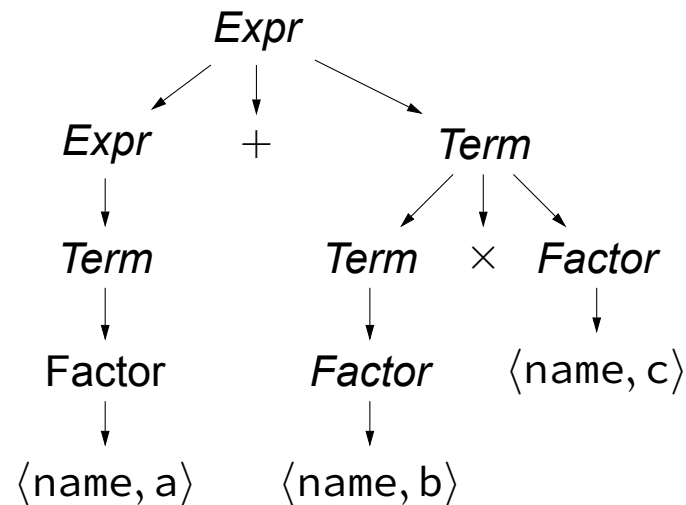 Expr
Expr + Term
Term Term × Factor
Factor Factor ⟨name, c⟩
⟨name, a⟩ ⟨name, b⟩